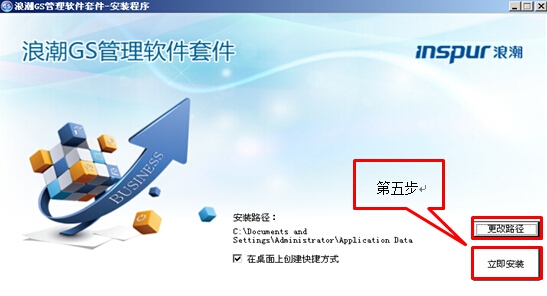 浪潮GS管理软件套件-安装程序
浪潮GS管理软件套件
inspur 浪潮
BUSINESS
第五步
安装路径：
C:\Documents and
Settings\Administrator\Application Data
更改路径
在桌面上创建快捷方式
立即安装